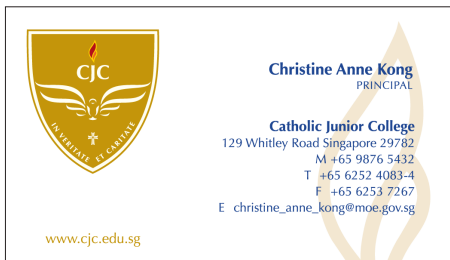 CJC
IN VERITATE ET CARITATE
www.cjc.edu.sg
Christine Anne Kong
PRINCIPAL
Catholic Junior College
129 Whitley Road Singapore 29782
M +65 9876 5432
T +65 6252 4083-4
F +65 6253 7267
E christine_anne_kong@moe.gov.sg